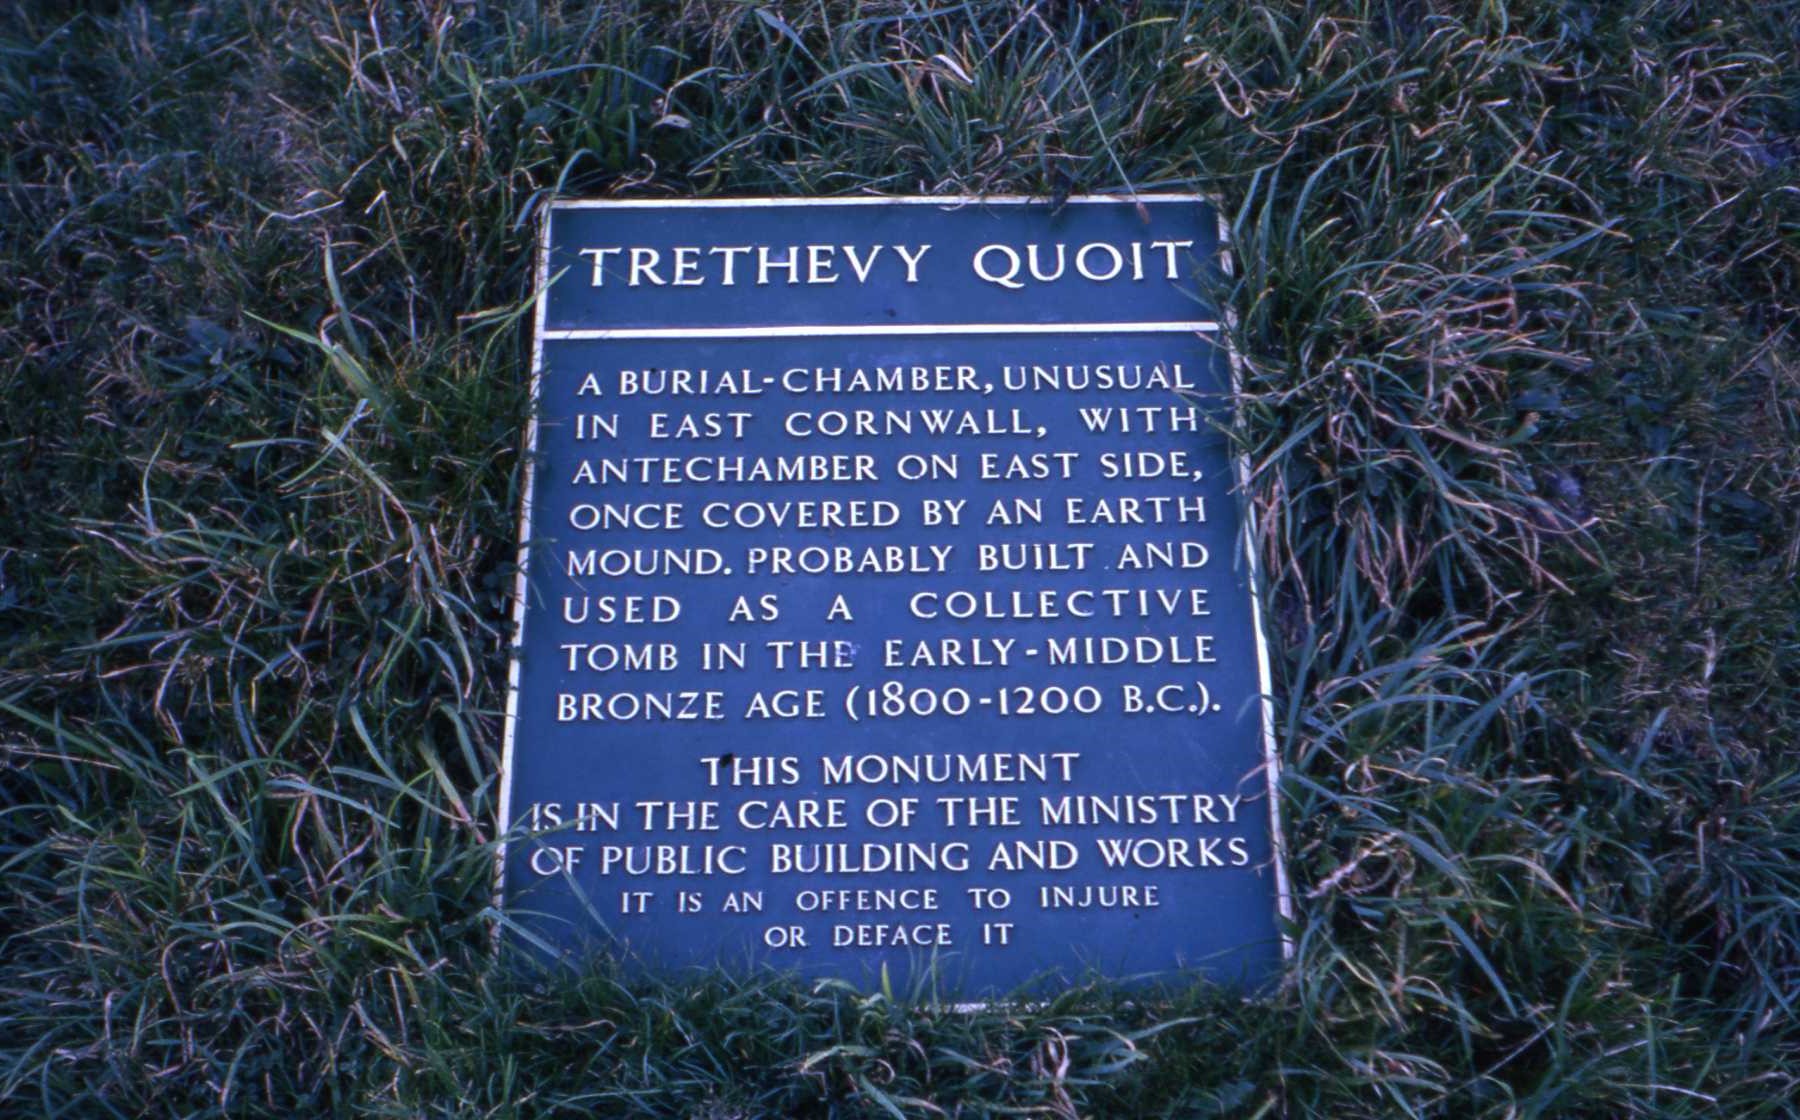 TRETHEVY QUOIT
A BURIAL-CHAMBER, UNUSUAL
IN EAST CORNWALL, WITH
ANTECHAMBER ON EAST SIDE,
ONCE COVERED BY AN EARTH
MOUND. PROBABLY BUILT AND
USED AS A COLLECTIVE
TOMB IN THE EARLY-MIDDLE
BRONZE AGE (1800-1200 B.C.).
THIS MONUMENT
IS IN THE CARE OF THE MINISTRY
OF PUBLIC BUILDING AND WORKS
IT IS AN OFFENCE TO INJURE
OR DEFACE IT